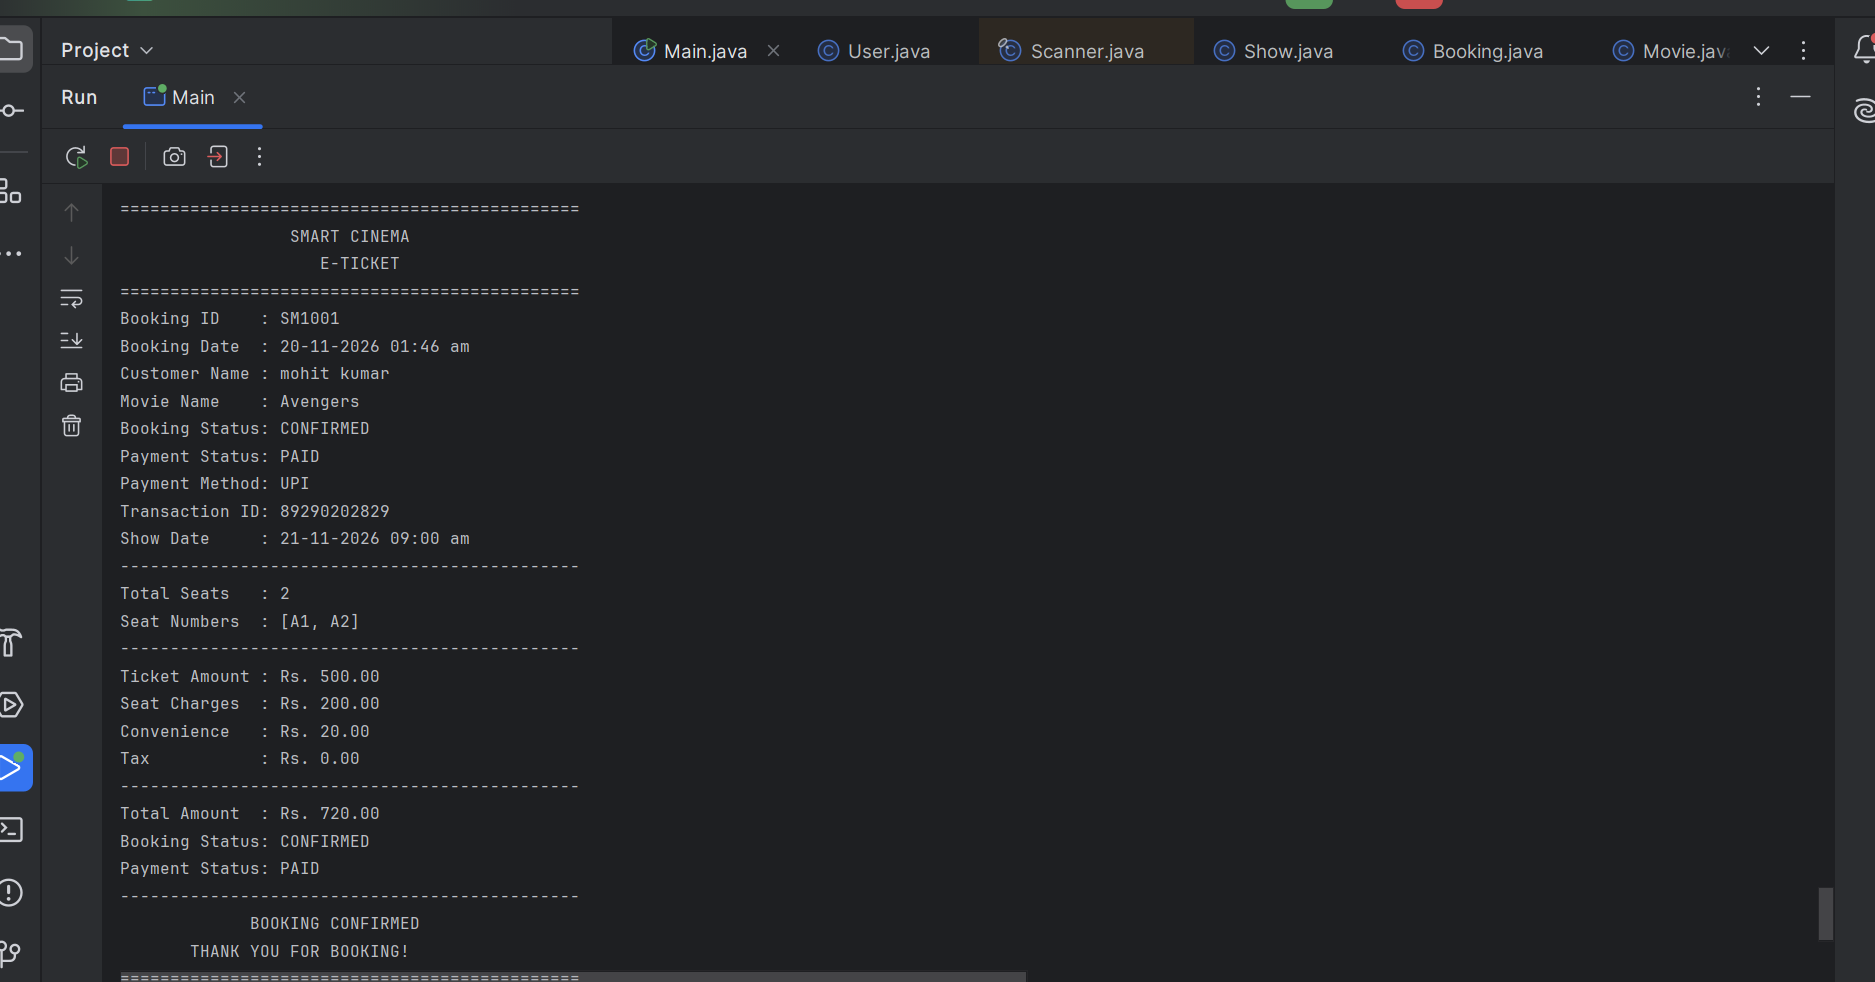 Project
Main.java
User.java
Scanner.java
Show.java
Booking.java
Movie.jav
Run
Main
==============================================
SMART CINEMA
E-TICKET
==============================================
Booking ID    : SM1001
Booking Date  : 20-11-2026 01:46 am
Customer Name : mohit kumar
Movie Name    : Avengers
Booking Status: CONFIRMED
Payment Status: PAID
Payment Method: UPI
Transaction ID: 89290202829
Show Date     : 21-11-2026 09:00 am
----------------------------------------------
Total Seats   : 2
Seat Numbers  : [A1, A2]
----------------------------------------------
Ticket Amount : Rs. 500.00
Seat Charges  : Rs. 200.00
Convenience   : Rs. 20.00
Tax           : Rs. 0.00
----------------------------------------------
Total Amount  : Rs. 720.00
Booking Status: CONFIRMED
Payment Status: PAID
----------------------------------------------
BOOKING CONFIRMED
THANK YOU FOR BOOKING!
==============================================